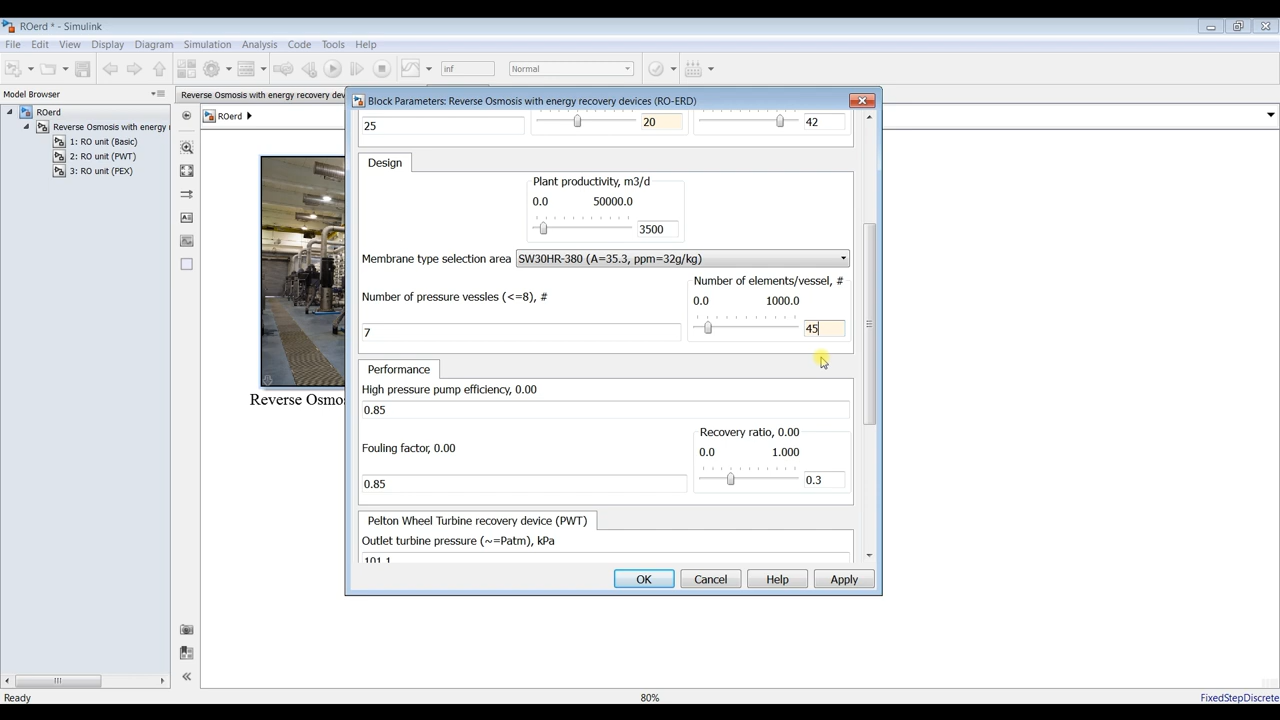 ROerd * - Simulink
File Edit View Display Diagram Simulation Analysis Code Tools Help
inf
Normal
Model Browser
Reverse Osmosis with energy recovery dev
ROerd
Reverse Osmosis with energy r
1: RO unit (Basic)
2: RO unit (PWT)
3: RO unit (PEX)
ROerd
Reverse Osmo
Block Parameters: Reverse Osmosis with energy recovery devices (RO-ERD)
25
20
42
Design
Plant productivity, m3/d
0.0 50000.0
3500
Membrane type selection area SW30HR-380 (A=35.3, ppm=32g/kg)
Number of elements/vessel, #
Number of pressure vessles (<=8), #
0.0 1000.0
7
45
Performance
High pressure pump efficiency, 0.00
0.85
Recovery ratio, 0.00
Fouling factor, 0.00
0.0 1.000
0.85
0.3
Pelton Wheel Turbine recovery device (PWT)
Outlet turbine pressure (~=Patm), kPa
101.1
OK Cancel Help Apply
Ready
80%
FixedStepDiscrete